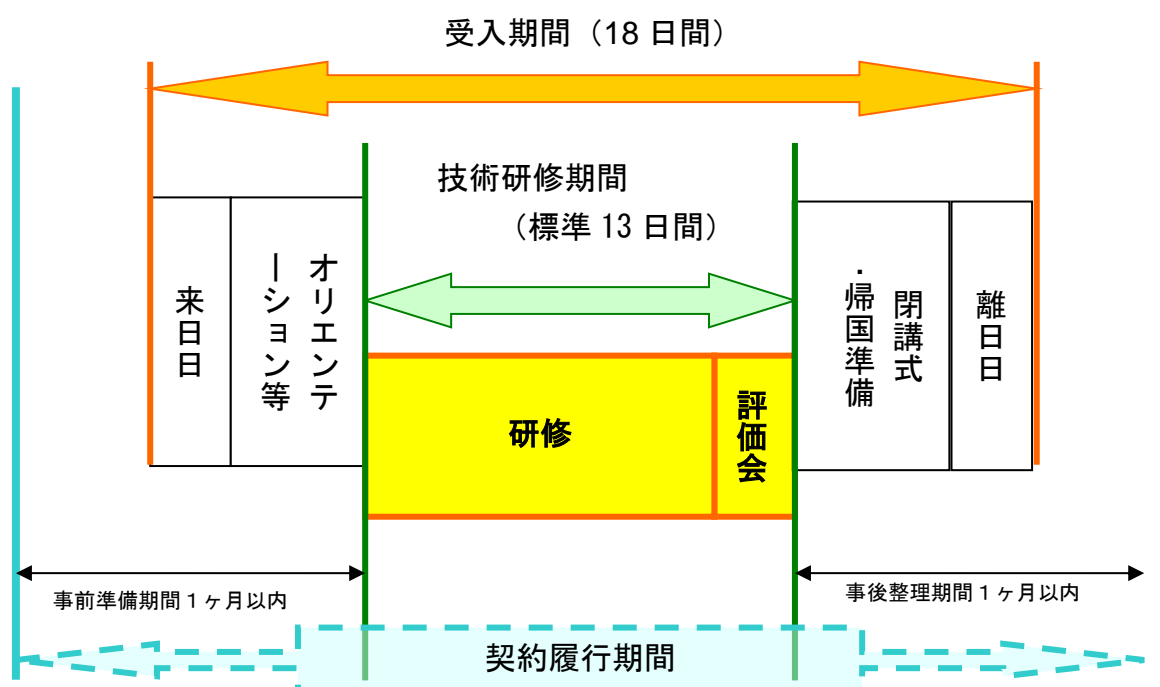 受入期間（18 日間）
技術研修期間
（標準 13 日間）
来日日
オリエンテ
ーション等
研修
評価会
閉講式
・帰国準備
離日日
事前準備期間１ヶ月以内
事後整理期間１ヶ月以内
契約履行期間